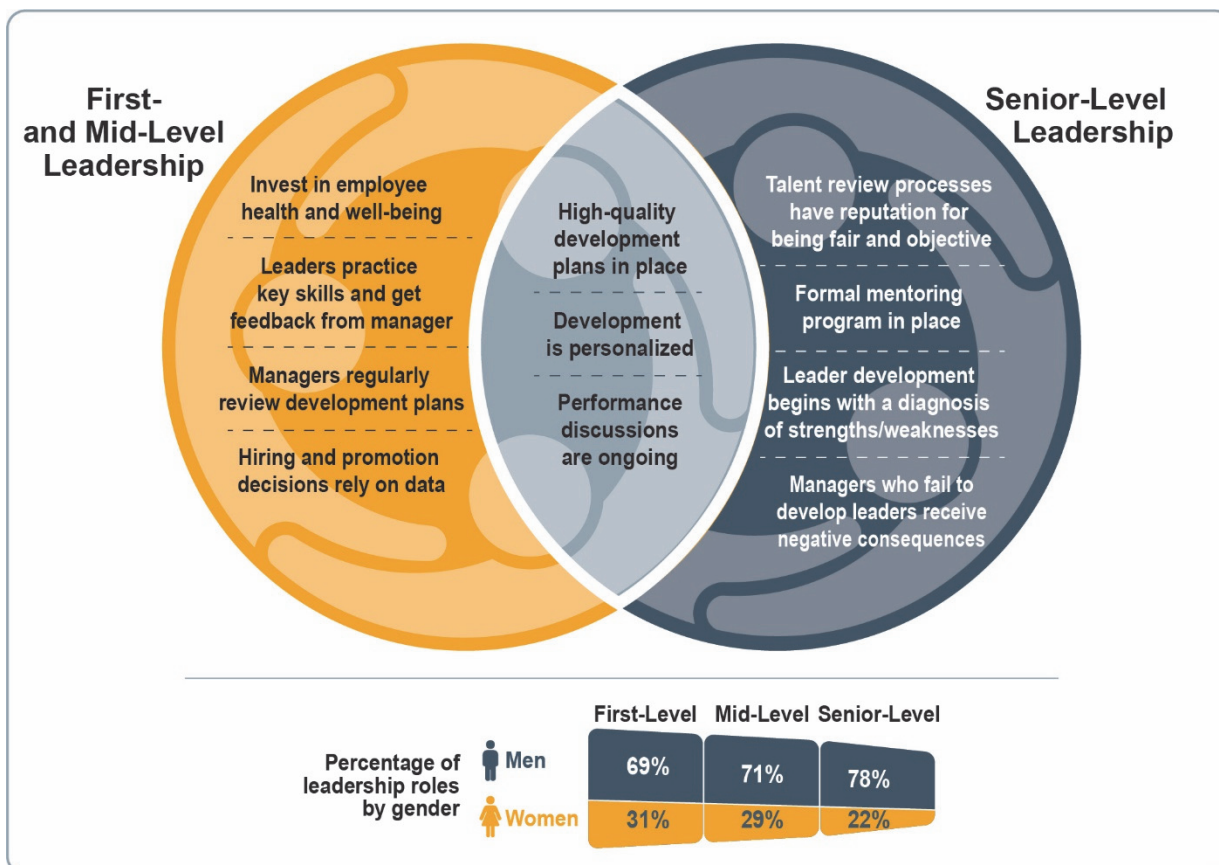 First-
and Mid-Level
Leadership
Invest in employee
health and well-being
Leaders practice
key skills and get
feedback from manager
Managers regularly
review development plans
Hiring and promotion
decisions rely on data
High-quality
development
plans in place
Development
is personalized
Performance
discussions
are ongoing
Senior-Level
Leadership
Talent review processes
have reputation for
being fair and objective
Formal mentoring
program in place
Leader development
begins with a diagnosis
of strengths/weaknesses
Managers who fail to
develop leaders receive
negative consequences
Percentage of
leadership roles
by gender
First-Level Mid-Level Senior-Level
Men 69% 71% 78%
Women 31% 29% 22%